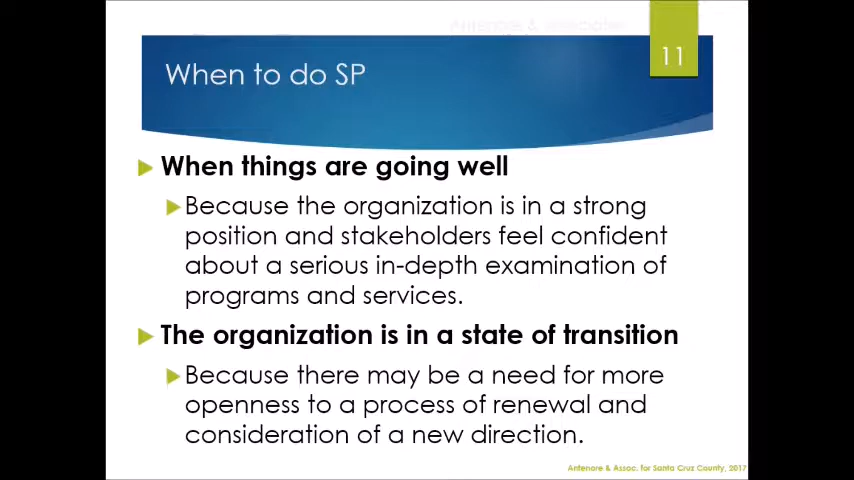 Antenore & Associates
11
When to do SP
When things are going well
Because the organization is in a strong
position and stakeholders feel confident
about a serious in-depth examination of
programs and services.
The organization is in a state of transition
Because there may be a need for more
openness to a process of renewal and
consideration of a new direction.
Antenore & Assoc. for Santa Cruz County, 2017